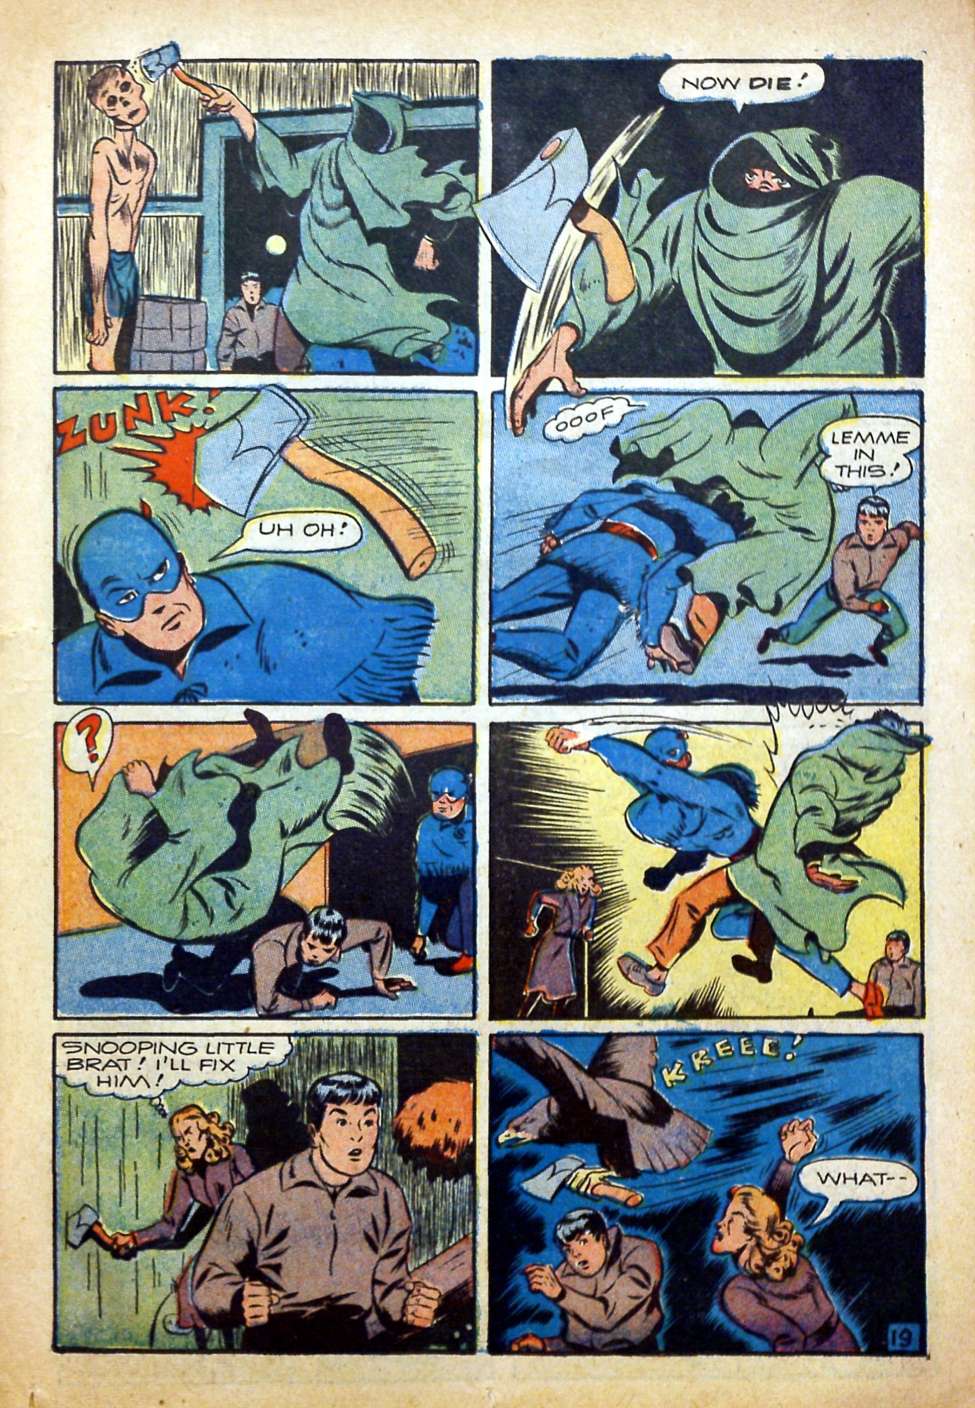 NOW DIE!
ZUNK!
UH OH!
OOOF
LEMME
IN
THIS!
?
SNOOPING LITTLE
BRAT! I'LL FIX
HIM!
KREEE!
WHAT--
19